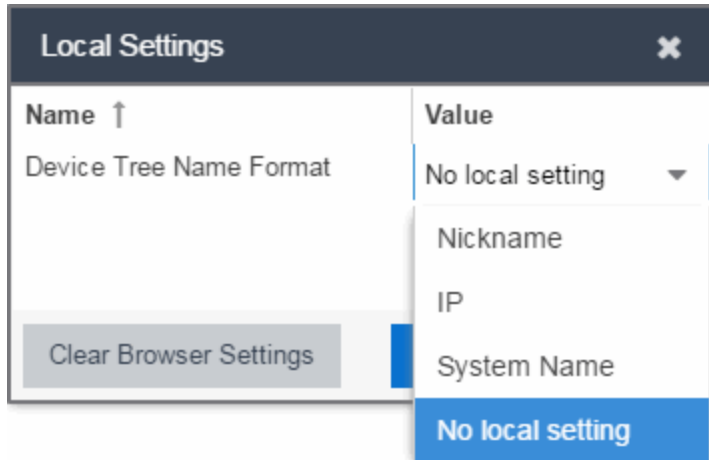 Local Settings
Name ↑ Value
Device Tree Name Format No local setting
Nickname
IP
Clear Browser Settings System Name
No local setting